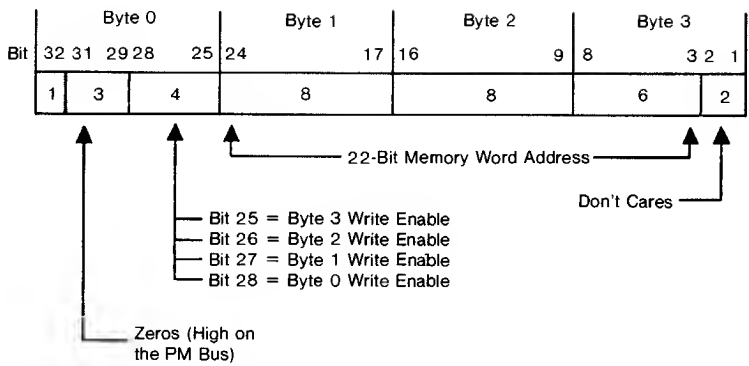 Byte 0 Byte 1 Byte 2 Byte 3
Bit 32 31 29 28 25 24 17 16 9 8 3 2 1
1 3 4 8 8 6 2
22-Bit Memory Word Address
Don't Cares
Bit 25 = Byte 3 Write Enable
Bit 26 = Byte 2 Write Enable
Bit 27 = Byte 1 Write Enable
Bit 28 = Byte 0 Write Enable
Zeros (High on
the PM Bus)